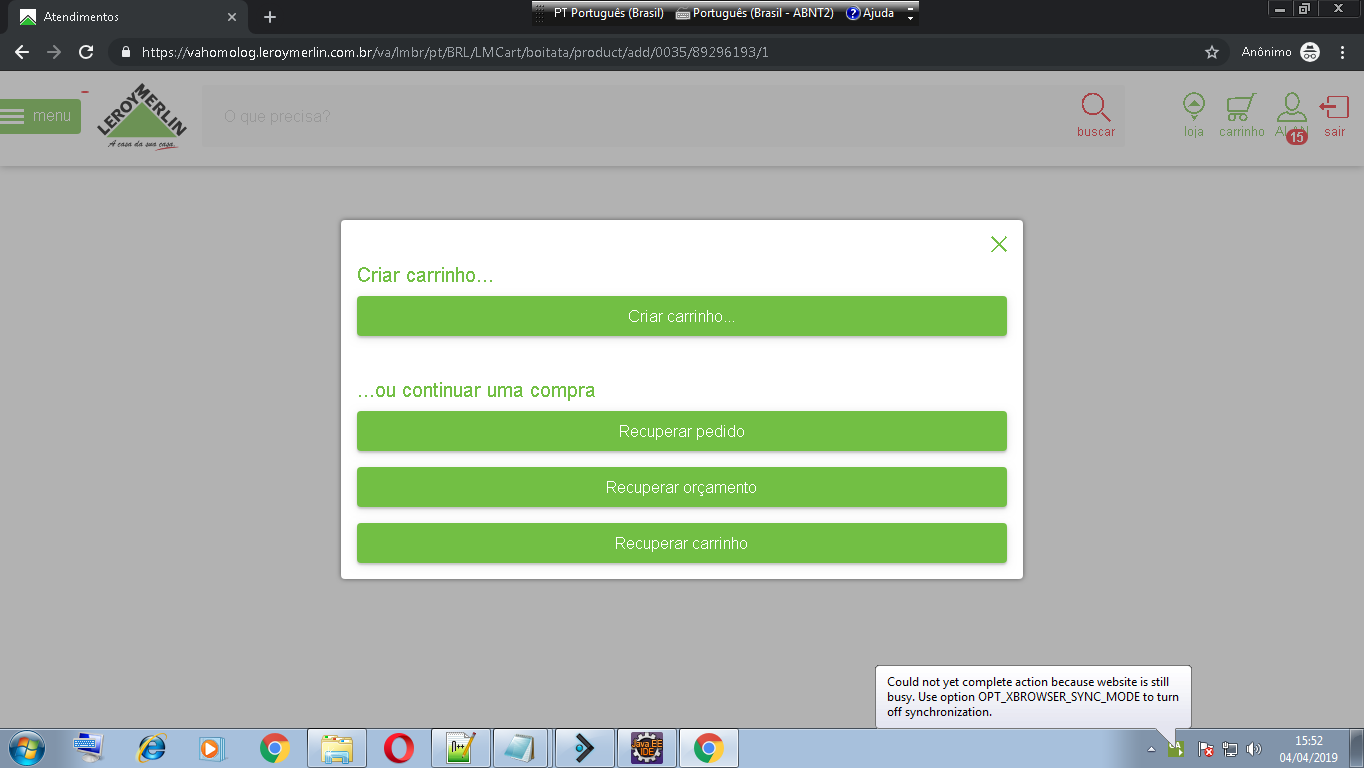 Atendimentos
PT Português (Brasil) Português (Brasil - ABNT2) Ajuda
https://vahomolog.leroymerlin.com.br/va/lmbr/pt/BRL/LMCart/boitata/product/add/0035/89296193/1
Anônimo
menu
LEROY MERLIN
A casa da sua casa.
O que precisa?
buscar
loja
carrinho
15
sair
Criar carrinho...
Criar carrinho...
...ou continuar uma compra
Recuperar pedido
Recuperar orçamento
Recuperar carrinho
Could not yet complete action because website is still
busy. Use option OPT_XBROWSER_SYNC_MODE to turn
off synchronization.
Java EE
IDE
15:52
04/04/2019